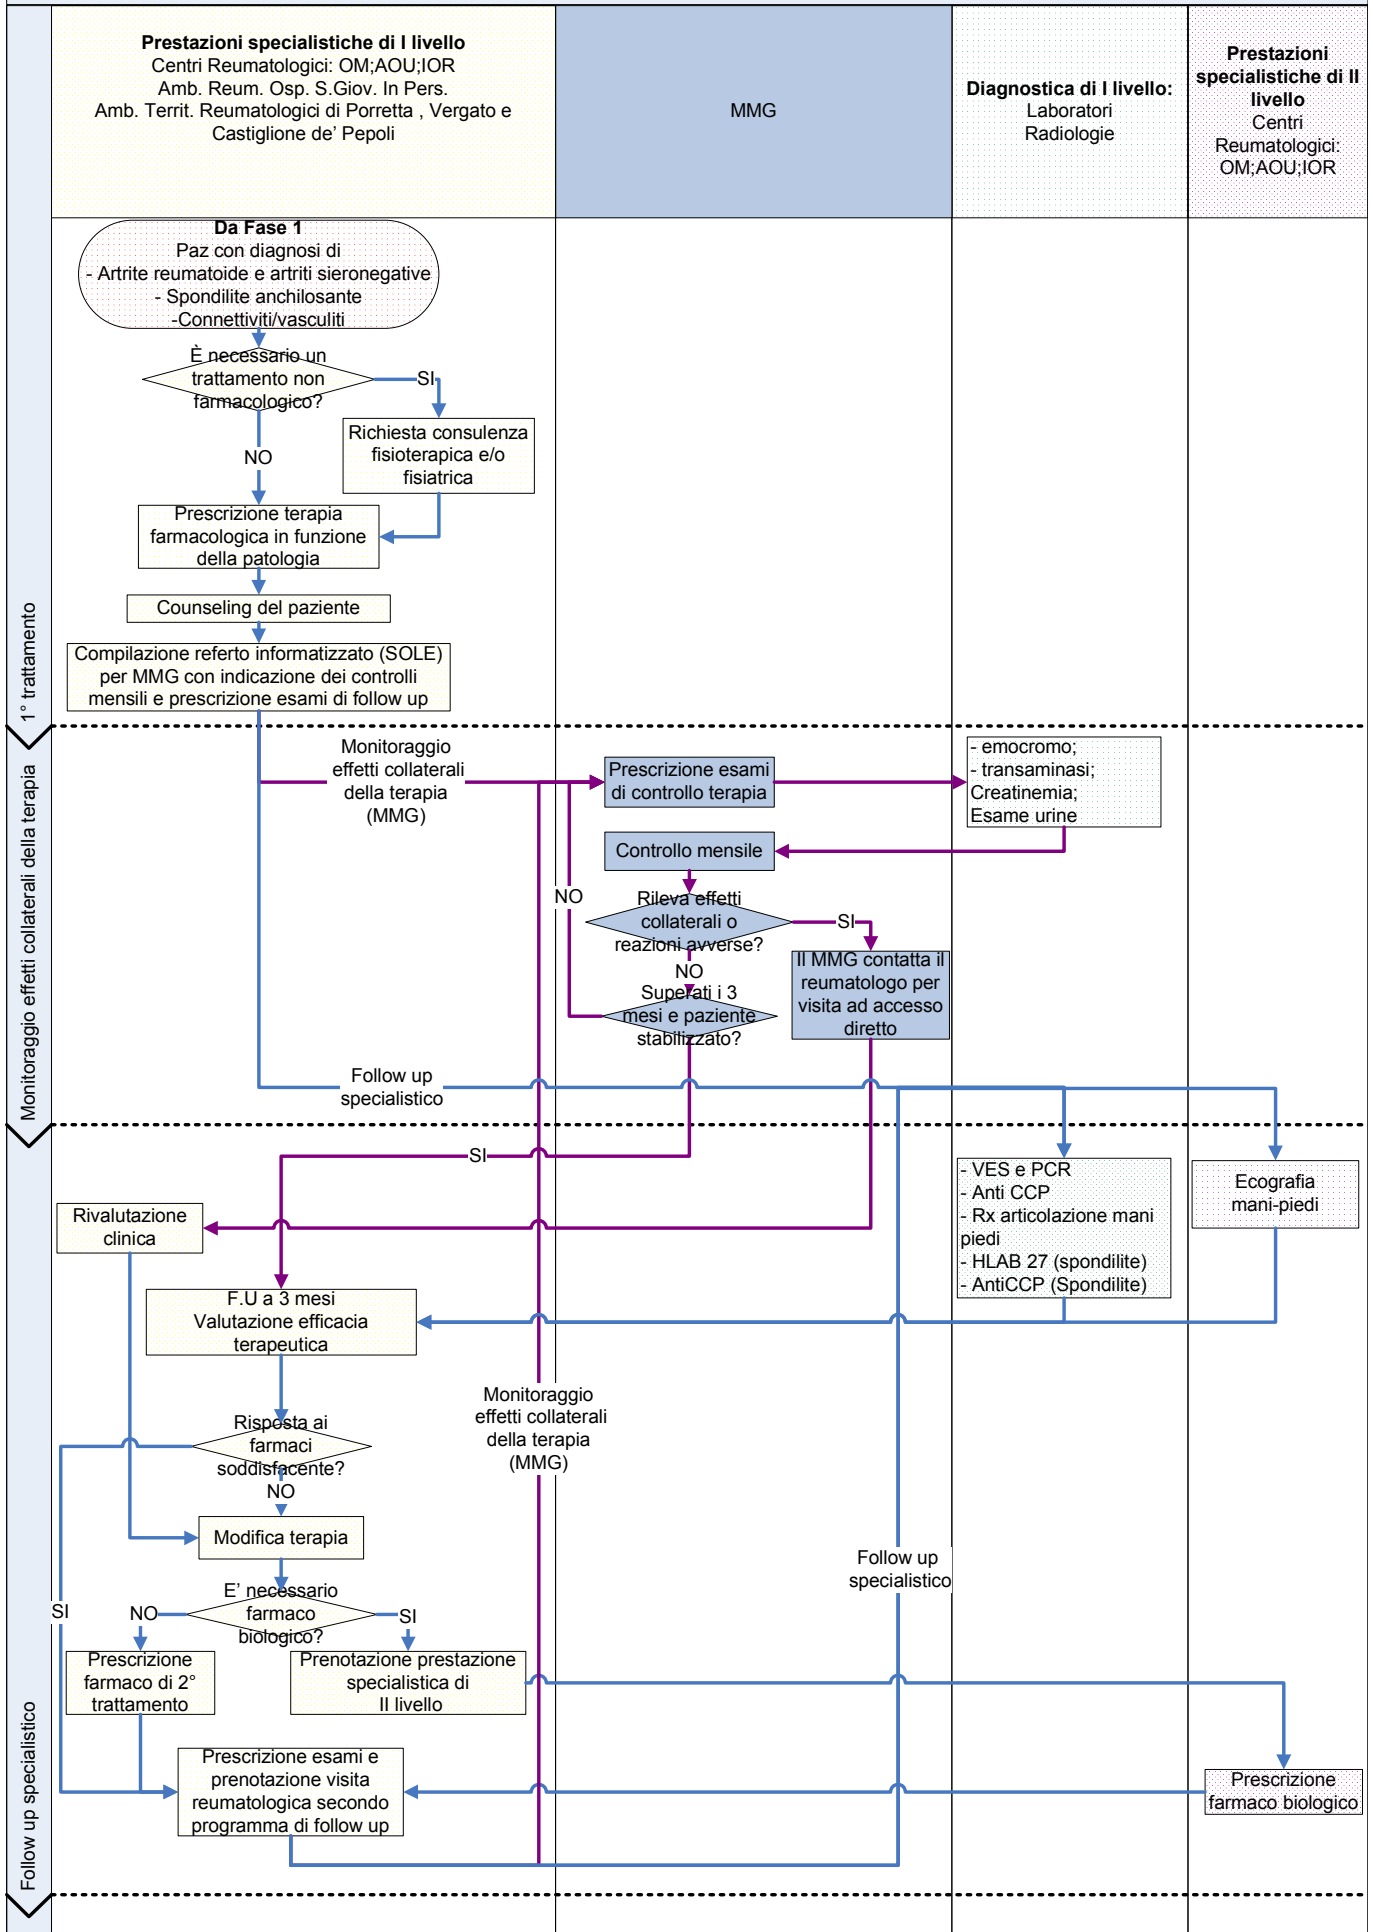 Prestazioni specialistiche di I livello
Centri Reumatologici: OM;AOU;IOR
Amb. Reum. Osp. S.Giov. In Pers.
Amb. Territ. Reumatologici di Porretta , Vergato e
Castiglione de' Pepoli
MMG
Diagnostica di I livello:
Laboratori
Radiologie
Prestazioni
specialistiche di II
livello
Centri
Reumatologici:
OM;AOU;IOR
1° trattamento
Da Fase 1
Paz con diagnosi di
- Artrite reumatoide e artriti sieronegative
- Spondilite anchilosante
-Connettiviti/vasculiti
È necessario un
trattamento non
farmacologico?
SI
NO
Richiesta consulenza
fisioterapica e/o
fisiatrica
Prescrizione terapia
farmacologica in funzione
della patologia
Counseling del paziente
Compilazione referto informatizzato (SOLE)
per MMG con indicazione dei controlli
mensili e prescrizione esami di follow up
Monitoraggio effetti collaterali della terapia
Monitoraggio
effetti collaterali
della terapia
(MMG)
Prescrizione esami
di controllo terapia
- emocromo;
- transaminasi;
Creatinemia;
Esame urine
Controllo mensile
NO
Rileva effetti
collaterali o
reazioni avverse?
SI
NO
Il MMG contatta il
reumatologo per
visita ad accesso
diretto
Superati i 3
mesi e paziente
stabilizzato?
Follow up
specialistico
Follow up specialistico
SI
- VES e PCR
- Anti CCP
- Rx articolazione mani
piedi
- HLAB 27 (spondilite)
- AntiCCP (Spondilite)
Ecografia
mani-piedi
Rivalutazione
clinica
F.U a 3 mesi
Valutazione efficacia
terapeutica
Monitoraggio
effetti collaterali
della terapia
(MMG)
Risposta ai
farmaci
soddisfacente?
NO
Modifica terapia
Follow up
specialistico
E' necessario
farmaco
biologico?
SI
NO
SI
Prescrizione
farmaco di 2°
trattamento
Prenotazione prestazione
specialistica di
II livello
Prescrizione esami e
prenotazione visita
reumatologica secondo
programma di follow up
Prescrizione
farmaco biologico